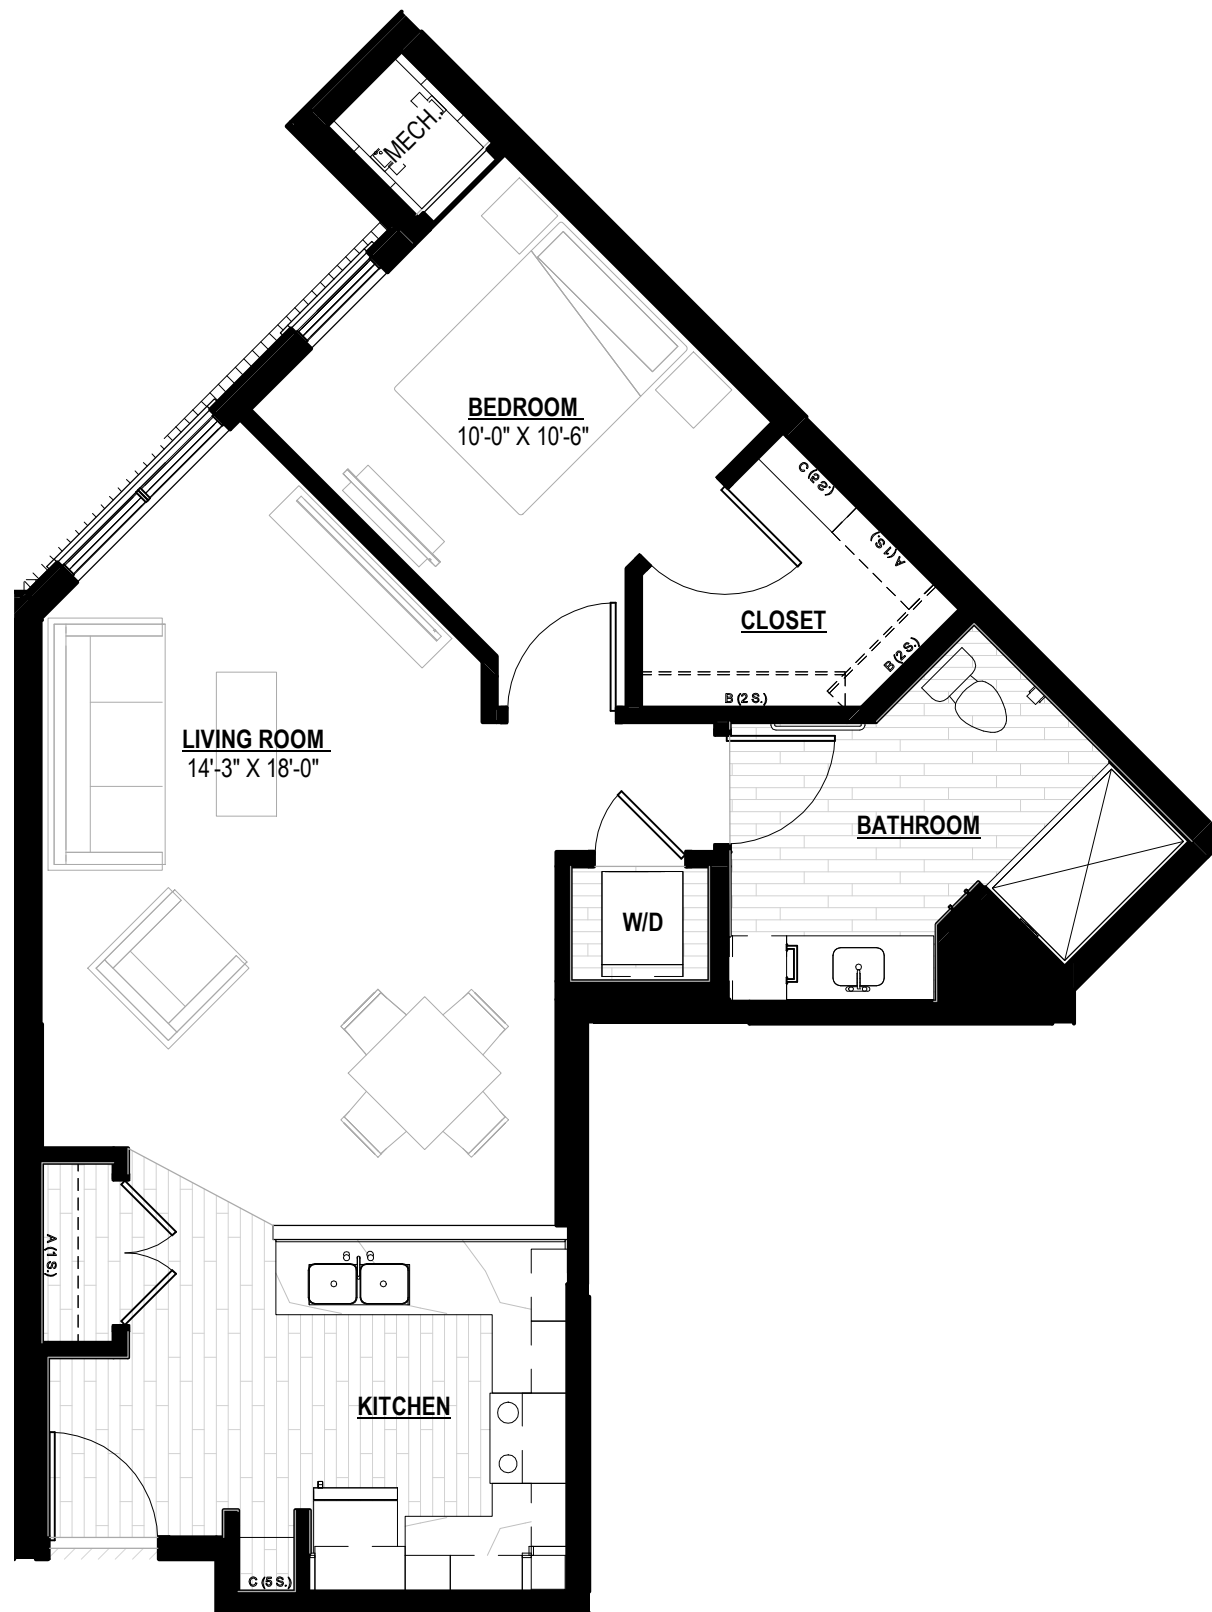 MECH.
BEDROOM
10'-0" X 10'-6"
C (5 S.)
A (1 S.)
CLOSET
B (2 S.)
B (2 S.)
LIVING ROOM
14'-3" X 18'-0"
BATHROOM
W/D
A (1 S.)
KITCHEN
C (5 S.)